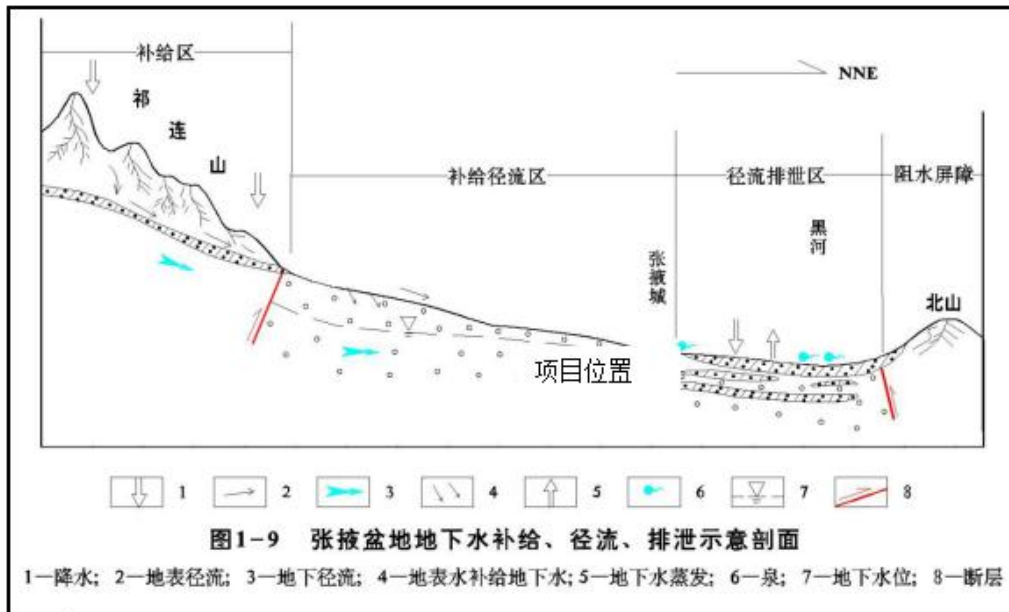 补给区
NNE
祁
连
山
补给径流区
径流排泄区
阻水屏障
黑
河
张
掖
城
北山
项目位置
1 2 3 4 5 6 7 8
图1-9 张掖盆地地下水补给、径流、排泄示意剖面
1—降水; 2—地表径流; 3—地下径流; 4—地表水补给地下水; 5—地下水蒸发; 6—泉; 7—地下水位; 8—断层